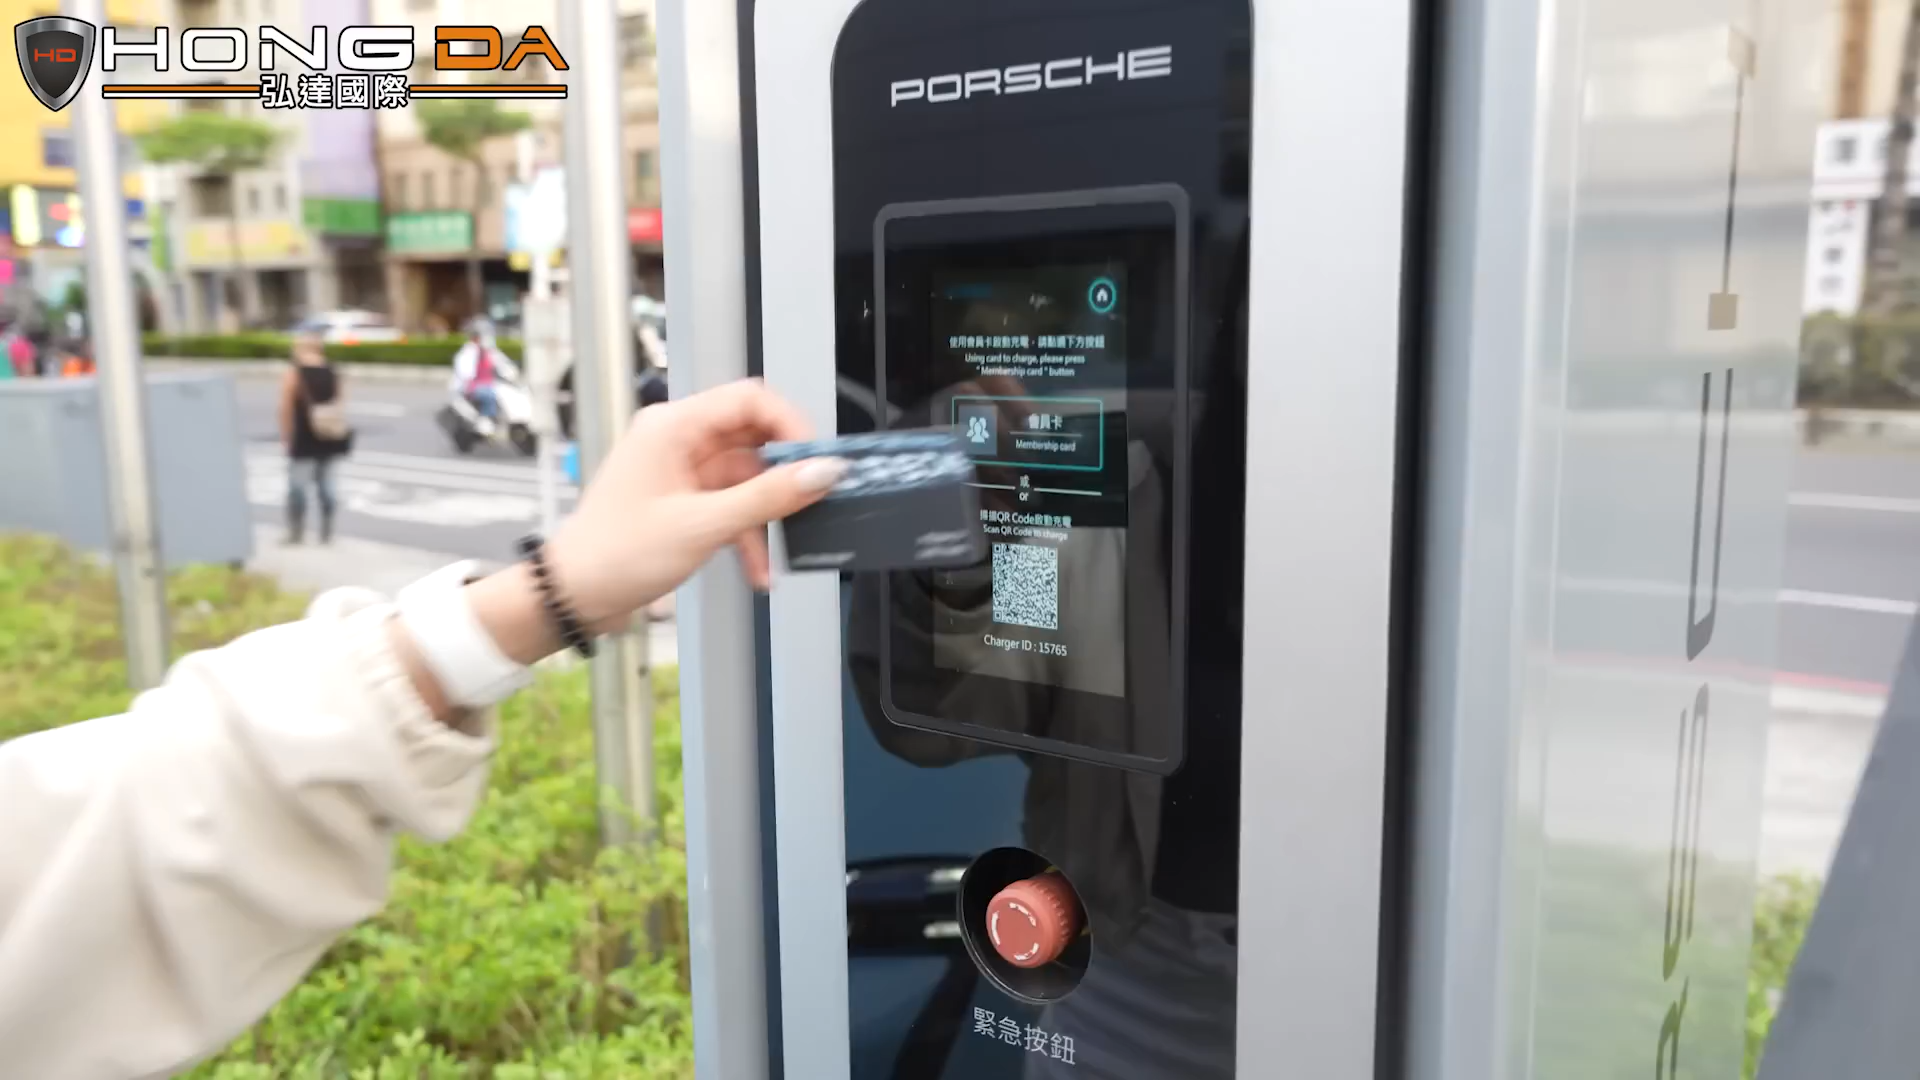 HD
HONG DA
弘達國際
PORSCHE
使用會員卡啟動充電，請點選下方按鈕
Using card to charge, please press
"Membership card" button
會員卡
Membership card
或
or
掃描QR Code啟動充電
Scan QR Code to charge
Charger ID : 15765
緊急按鈕